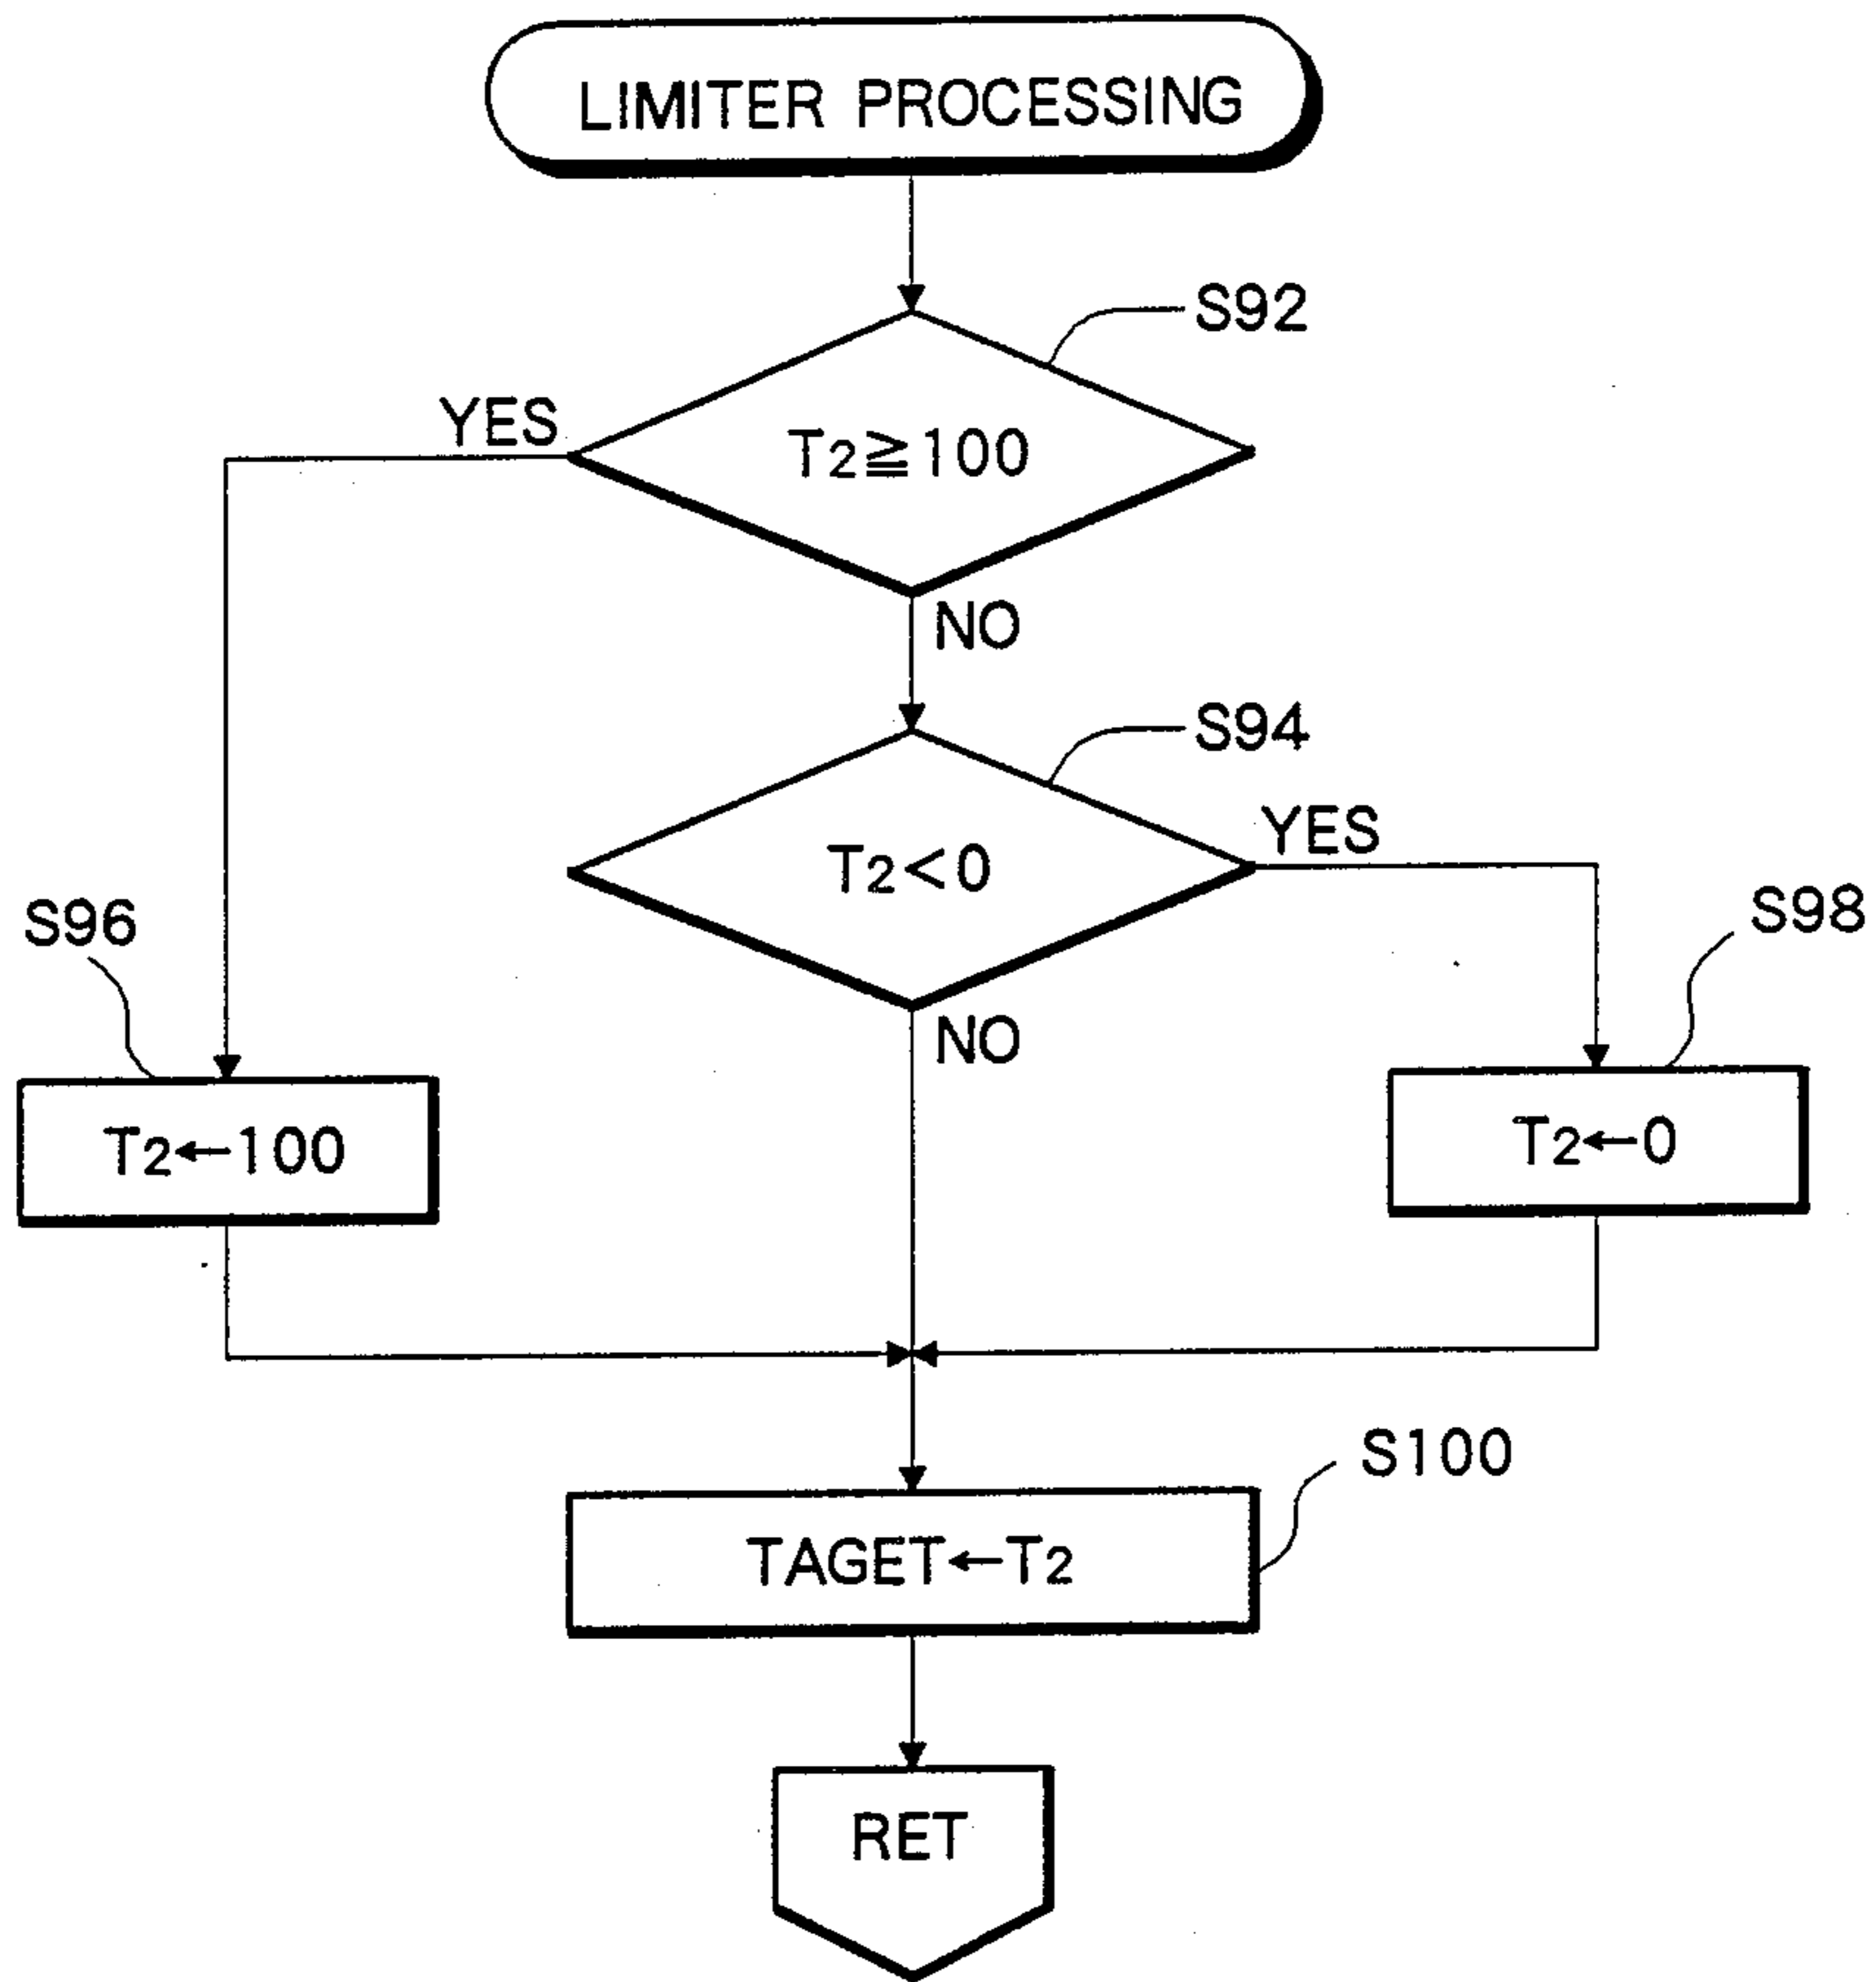 LIMITER PROCESSING
S92
YES
T2≧100
NO
S94
YES
T2<0
S96
S98
NO
T2←100
T2←0
S100
TAGET←T2
RET